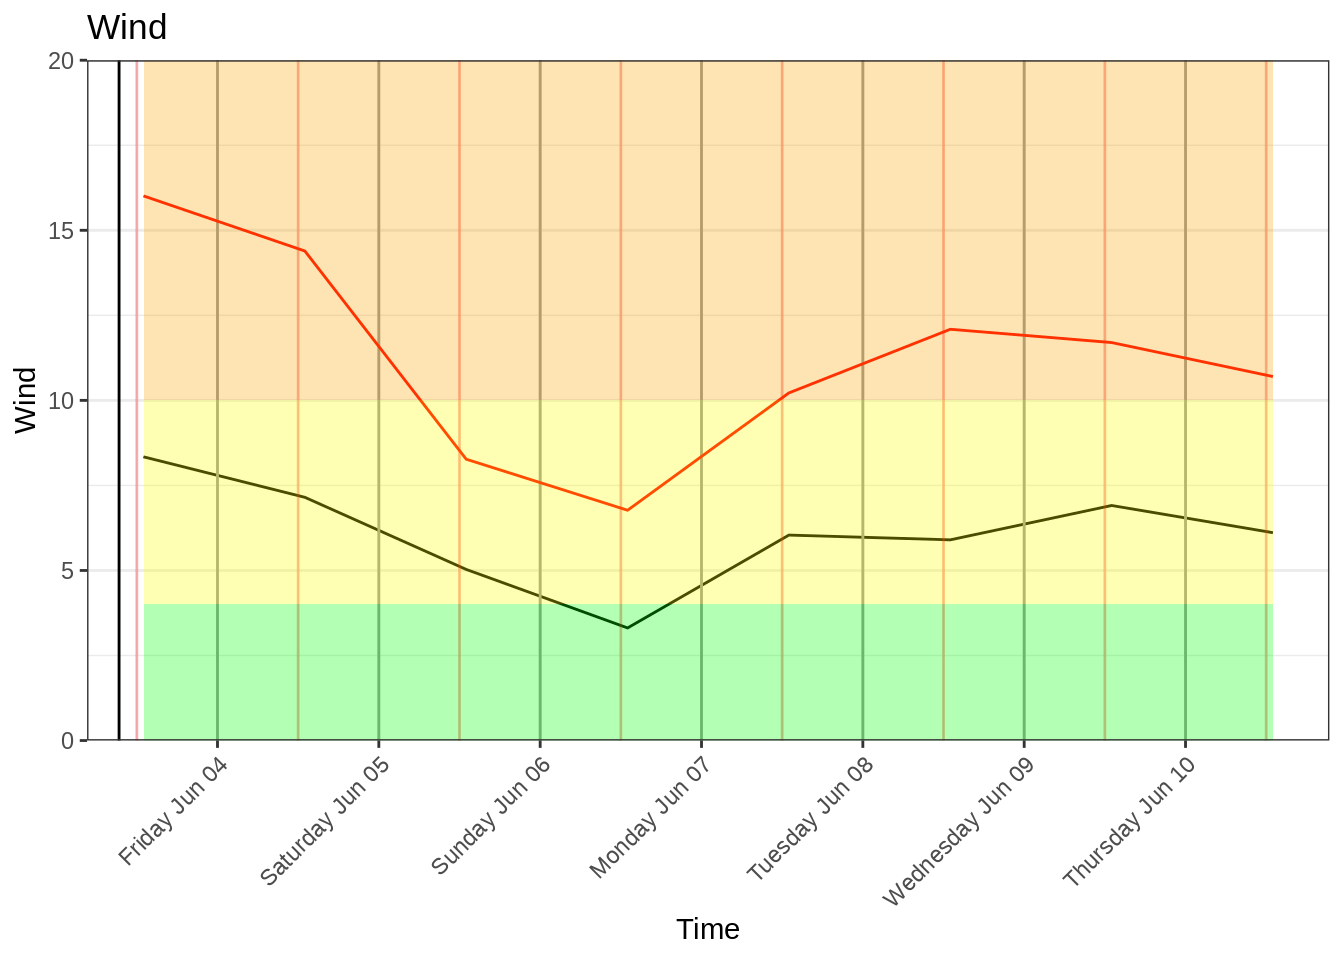 Wind
20
15
10
5
0
Wind
Friday Jun 04
Saturday Jun 05
Sunday Jun 06
Monday Jun 07
Tuesday Jun 08
Wednesday Jun 09
Thursday Jun 10
Time